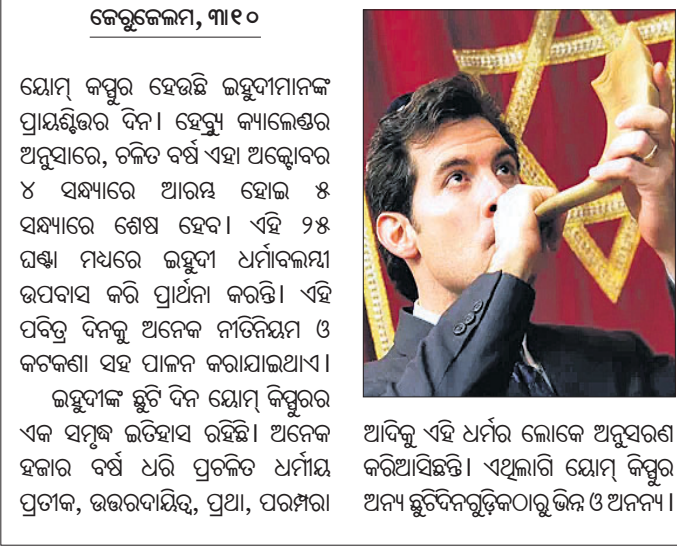 ଜେରୁଜେଲମ, ୩ା୧୦
ୟୋମ୍ କପ୍ପୁର ହେଉଛି ଇହୁଦୀମାନଙ୍କ
ପ୍ରାୟଶ୍ଚିତର ଦିନ। ହେବ୍ର୍ୟୁ କ୍ୟାଲେଣ୍ଡର
ଅନୁସାରେ, ଚଳିତ ବର୍ଷ ଏହା ଅକ୍ଟୋବର
୪ ସନ୍ଧ୍ୟାରେ ଆରମ୍ଭ ହୋଇ ୫
ସନ୍ଧ୍ୟାରେ ଶେଷ ହେବ। ଏହି ୨୫
ଘଣ୍ଟା ମଧ୍ୟରେ ଇହୁଦୀ ଧର୍ମାବଲମ୍ବୀ
ଉପବାସ କରି ପ୍ରାର୍ଥନା କରନ୍ତି। ଏହି
ପବିତ୍ର ଦିନକୁ ଅନେକ ନୀତିନିୟମ ଓ
କଟକଣା ସହ ପାଳନ କରାଯାଇଥାଏ।
ଇହୁଦୀଙ୍କ ଛୁଟି ଦିନ ୟୋମ୍ କିପ୍ପୁରର
ଏକ ସମୃଦ୍ଧ ଇତିହାସ ରହିଛି। ଅନେକ
ହଜାର ବର୍ଷ ଧରି ପ୍ରଚଳିତ ଧର୍ମୀୟ
ପ୍ରତୀକ, ଉତ୍ତରଦାୟିତ୍ୱ, ପ୍ରଥା, ପରମ୍ପରା
ଆଦିକୁ ଏହି ଧର୍ମର ଲୋକେ ଅନୁସରଣ
କରିଆସିଛନ୍ତି। ଏଥିଲାଗି ୟୋମ୍ କିପ୍ପୁର
ଅନ୍ୟ ଛୁଟିଦିନଗୁଡ଼ିକଠାରୁ ଭିନ୍ନ ଓ ଅନନ୍ୟ।